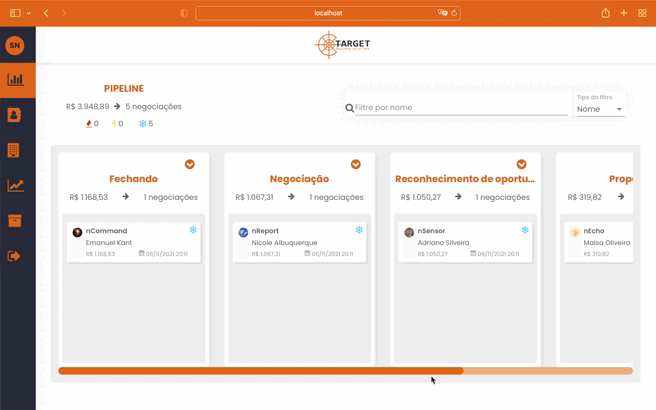 localhost
SN
TARGET
PIPELINE
R$ 3.948,89 → 5 negociações
0 0 5
Filtre por nome
Tipo de filtro
Nome
Fechando
R$ 1.168,53 → 1 negociações
nCommand
Emanuel Kant
R$ 1.168,53 06/11/2021 20:11
Negociação
R$ 1.067,31 → 1 negociações
nReport
Nicole Albuquerque
R$ 1.097,31 06/11/2021 20:11
Reconhecimento de oportu...
R$ 1.050,27 → 1 negociações
nSensor
Adriano Silveira
R$ 1.050,27 06/11/2021 20:11
Prop
R$ 319,82 →
nEcho
Maísa Oliveira
R$ 319,82